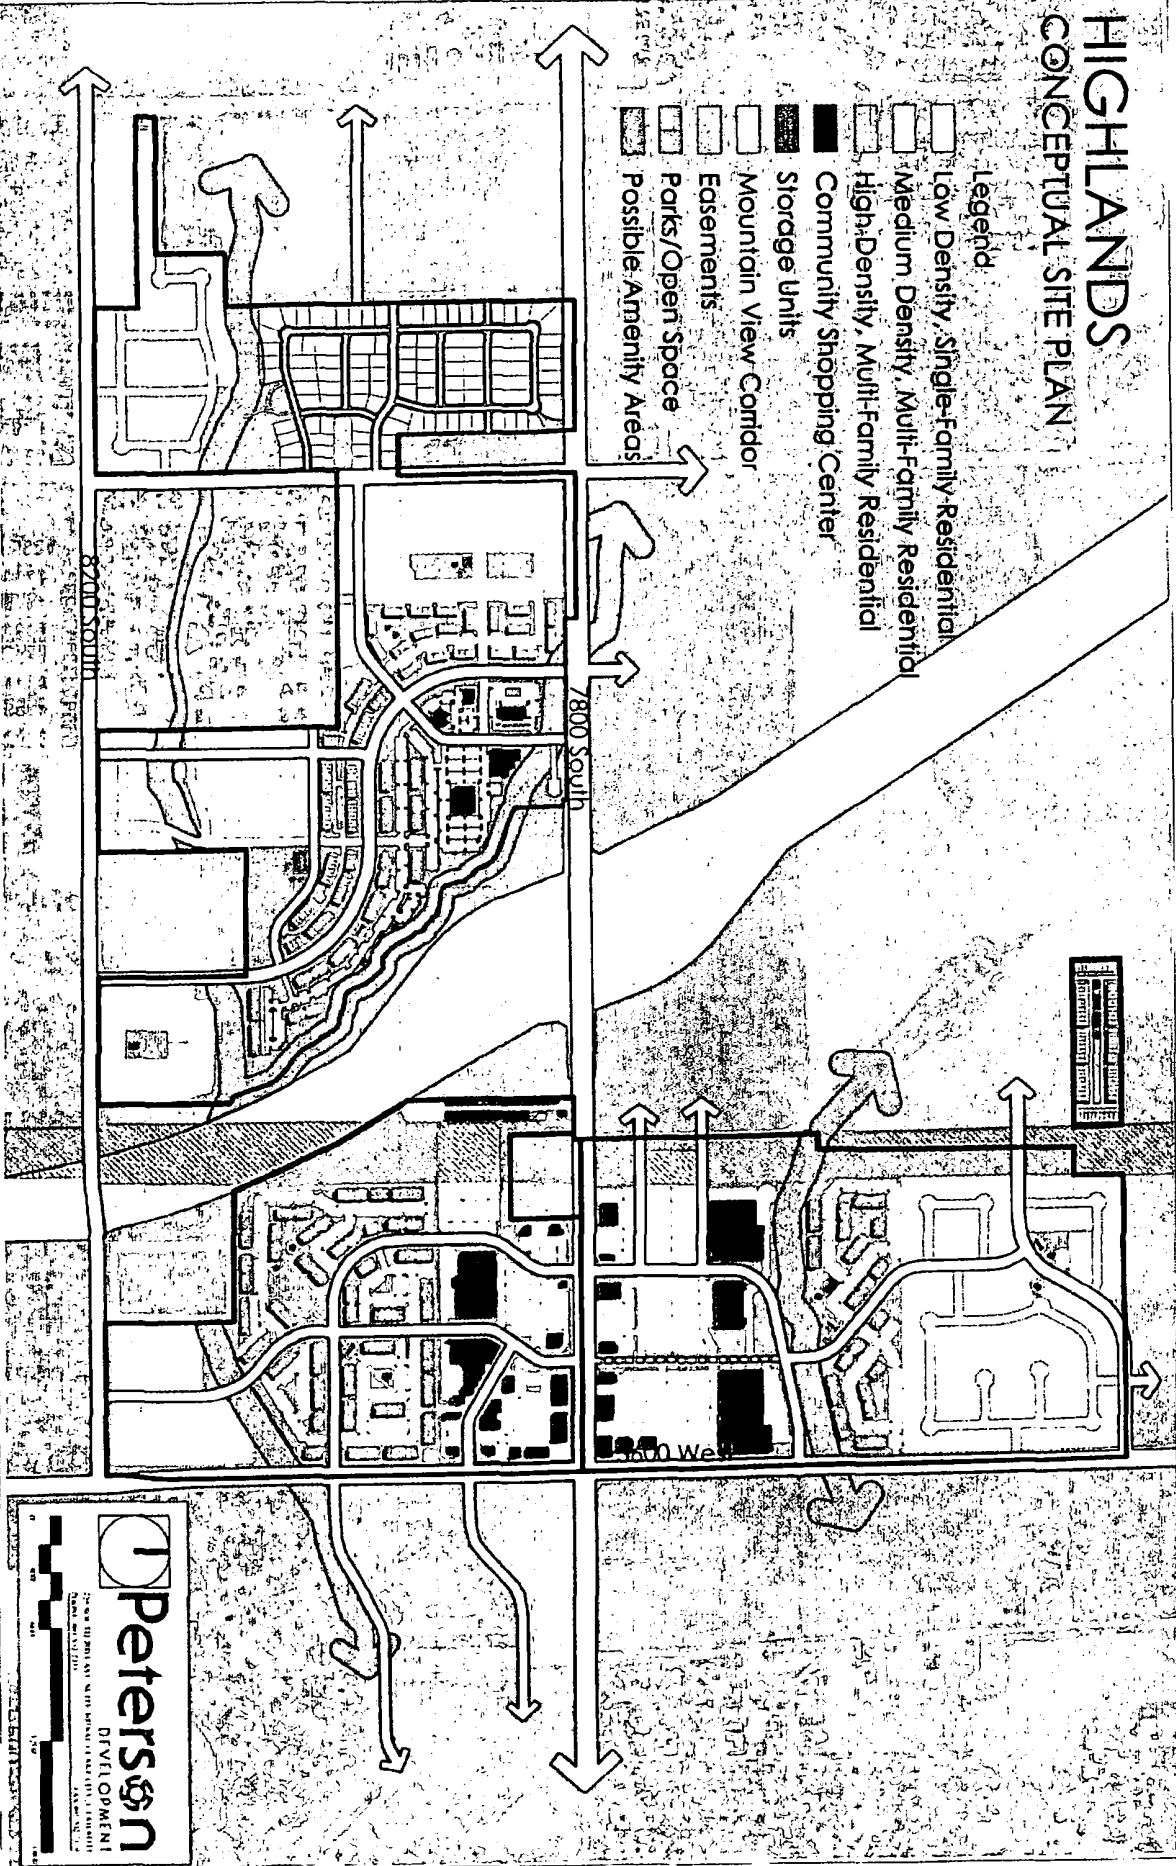 HIGHLANDS
CONCEPTUAL SITE PLAN
Legend
Low Density, Single-Family Residential
Medium Density, Multi-Family Residential
High Density, Multi-Family Residential
Community Shopping Center
Storage Units
Mountain View Corridor
Easements
Parks/Open Space
Possible Amenity Areas
7800 South
8200 South
5600 West
Peterson
DEVELOPMENT